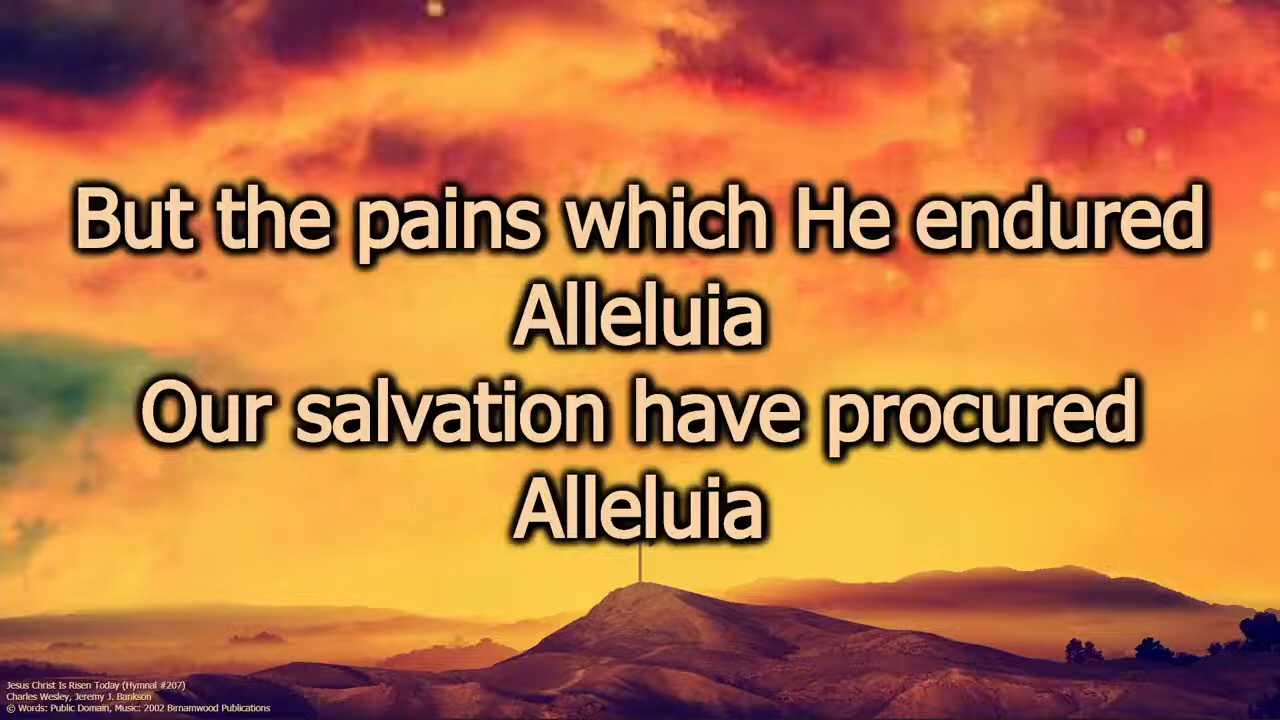 But the pains which He endured
Alleluia
Our salvation have procured
Alleluia
Jesus Christ Is Risen Today (Hymnal #207)
Charles Wesley, Jeremy J. Bankson
© Words: Public Domain, Music: 2002 Birnamwood Publications